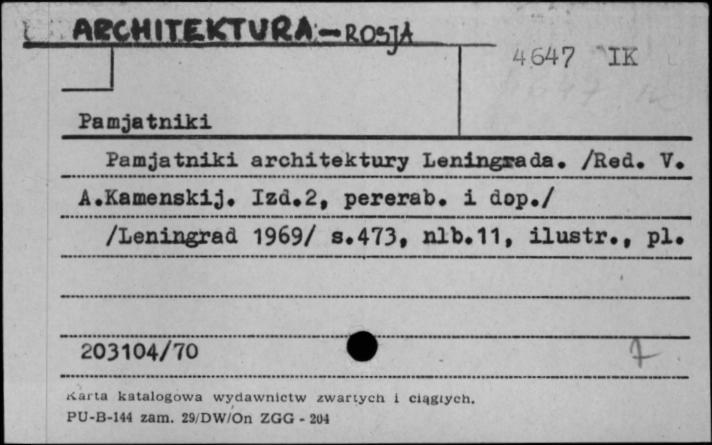 ARCHITEKTURA - ROSJA
4647 IK
Pamjatniki
Pamjatniki architektury Leningrada. /Red. V.
A.Kamenskij. Izd.2, pererab. i dop./
/Leningrad 1969/ s.473, nlb.11, ilustr., pl.
203104/70
7
Karta katalogowa wydawnictw zwartych i ciągłych.
PU-B-144 zam. 29/DW/On ZGG - 204